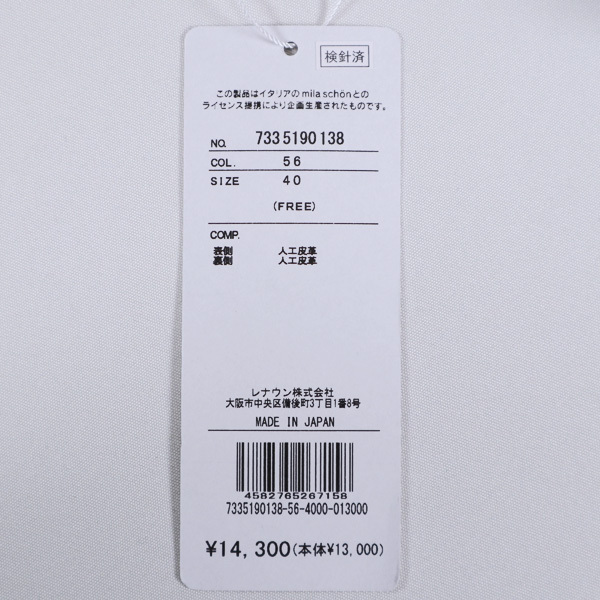 検針済
この製品はイタリアのmila schönとの
ライセンス提携により企画生産されたものです。
NO. 7335190138
COL. 56
SIZE 40
(FREE)
COMP.
表側 人工皮革
裏側 人工皮革
レナウン株式会社
大阪市中央区備後町3丁目1番8号
MADE IN JAPAN
4582765267158
7335190138-56-4000-013000
¥14,300(本体¥13,000)